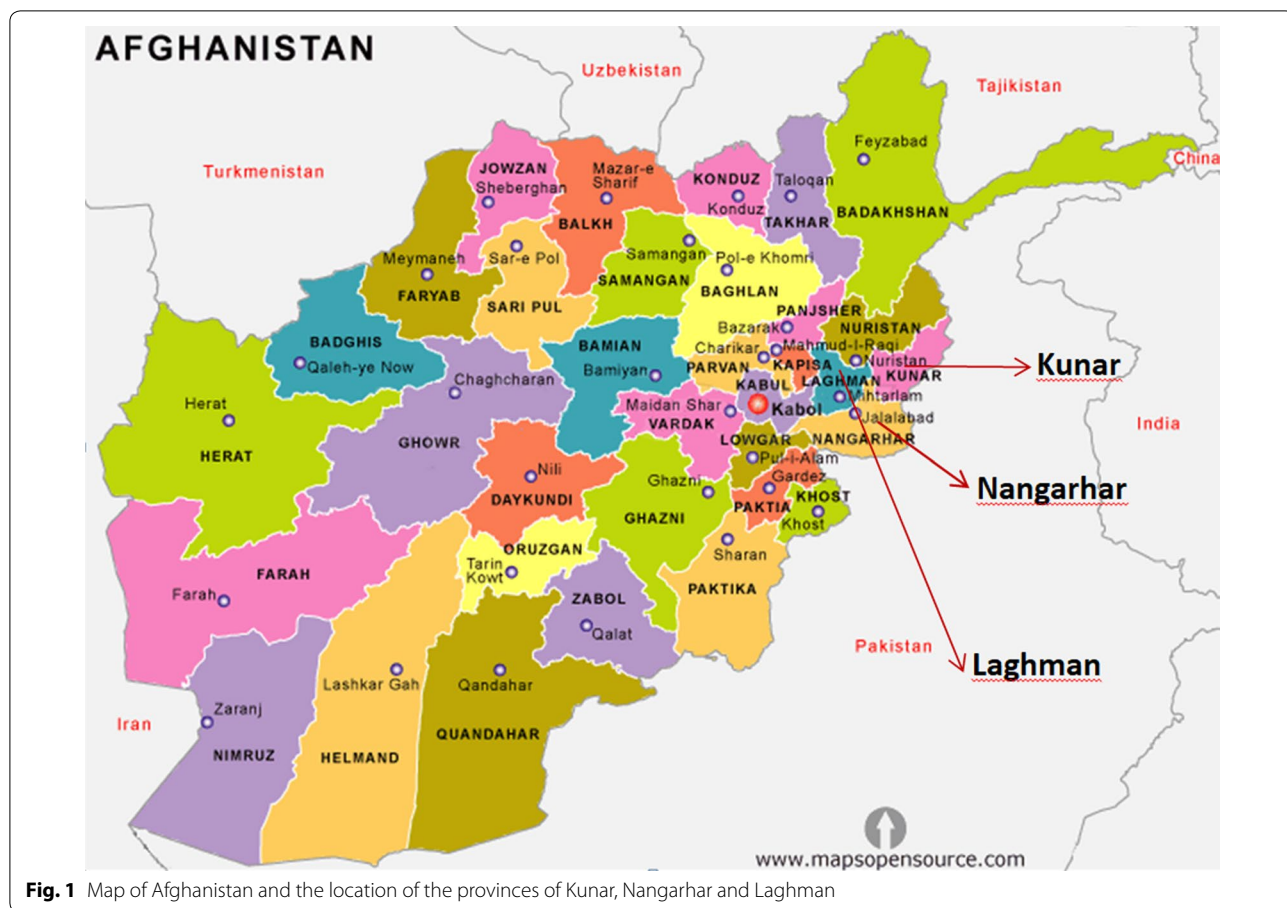 AFGHANISTAN
Uzbekistan
Tajikistan
China
Turkmenistan
Feyzabad
JOWZAN
Sheberghan
Mazar-e
Sharif
BALKH
KONDUZ
Konduz
Taloqan
TAKHAR
BADAKHSHAN
Meymaneh
FARYAB
Sar-e Pol
SARI PUL
Samangan
SAMANGAN
Pol-e Khomri
BAGHLAN
PANJSHER
Bazarak
NURISTAN
Nuristan
BADGHIS
Qaleh-ye Now
BAMIAN
Bamiyan
Charikar
PARVAN
Mahmud-I-Raqi
KAPISA
LAGHMAN
Mihtarlam
KUNAR
Kunar
Chaghcharan
GHOWR
Herat
HERAT
KABUL
Kabol
Maidan Shar
VARDAK
Jalalabad
NANGARHAR
India
LOWGAR
Pul-i-Alam
Nangarhar
Nili
DAYKUNDI
Ghazni
GHAZNI
Gardez
PAKTIA
KHOST
Khost
ORUZGAN
Tarin
Kowt
Sharan
PAKTIKA
FARAH
Farah
ZABOL
Qalat
Pakistan
Laghman
Lashkar Gah
Qandahar
Iran
Zaranj
NIMRUZ
HELMAND
QUANDAHAR
www.mapsopensource.com
Fig. 1 Map of Afghanistan and the location of the provinces of Kunar, Nangarhar and Laghman